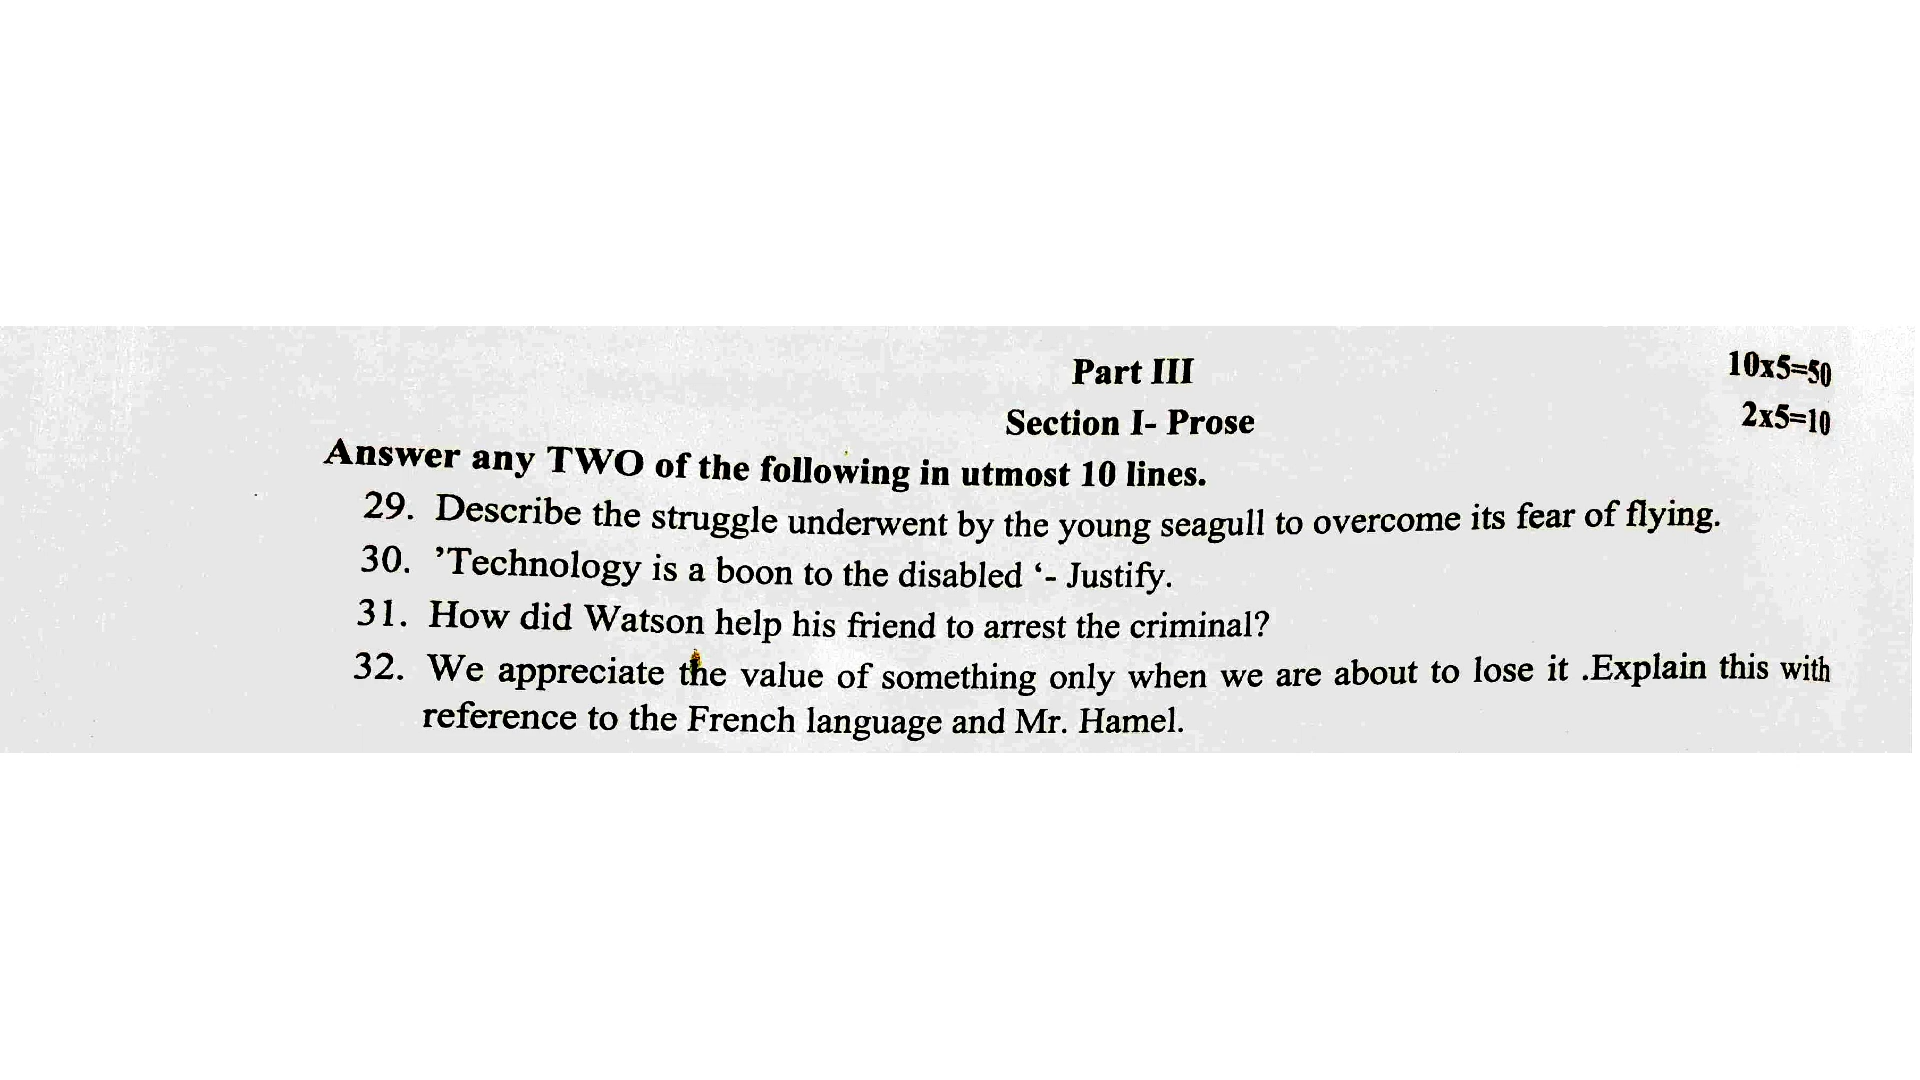 Part III
10x5=50
Section I- Prose
2x5=10
Answer any TWO of the following in utmost 10 lines.
29. Describe the struggle underwent by the young seagull to overcome its fear of flying.
30. ’Technology is a boon to the disabled ‘- Justify.
31. How did Watson help his friend to arrest the criminal?
32. We appreciate the value of something only when we are about to lose it .Explain this with
reference to the French language and Mr. Hamel.